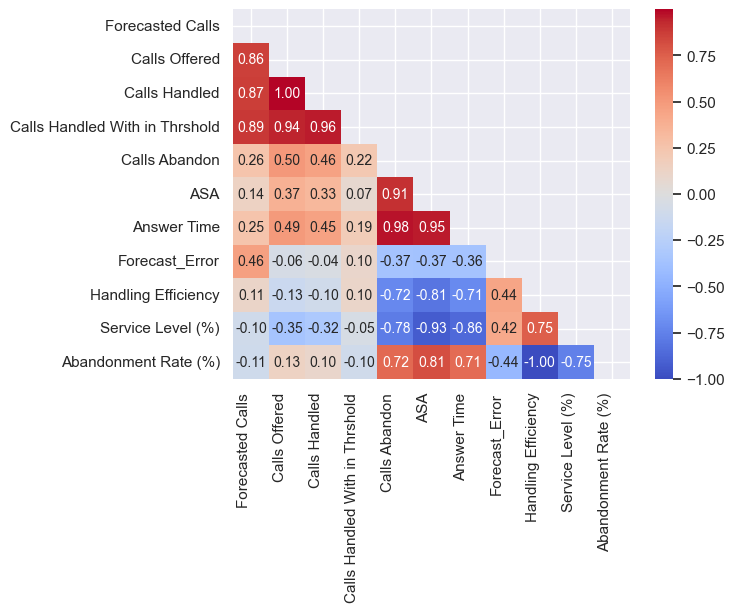 Forecasted Calls
Calls Offered 0.86
Calls Handled 0.87 1.00
Calls Handled With in Thrshold 0.89 0.94 0.96
Calls Abandon 0.26 0.50 0.46 0.22
ASA 0.14 0.37 0.33 0.07 0.91
Answer Time 0.25 0.49 0.45 0.19 0.98 0.95
Forecast_Error 0.46 -0.06 -0.04 0.10 -0.37 -0.37 -0.36
Handling Efficiency 0.11 -0.13 -0.10 0.10 -0.72 -0.81 -0.71 0.44
Service Level (%) -0.10 -0.35 -0.32 -0.05 -0.78 -0.93 -0.86 0.42 0.75
Abandonment Rate (%) -0.11 0.13 0.10 -0.10 0.72 0.81 0.71 -0.44 -1.00 -0.75
Forecasted Calls
Calls Offered
Calls Handled
Calls Handled With in Thrshold
Calls Abandon
ASA
Answer Time
Forecast_Error
Handling Efficiency
Service Level (%)
Abandonment Rate (%)
0.75
0.50
0.25
0.00
−0.25
−0.50
−0.75
−1.00